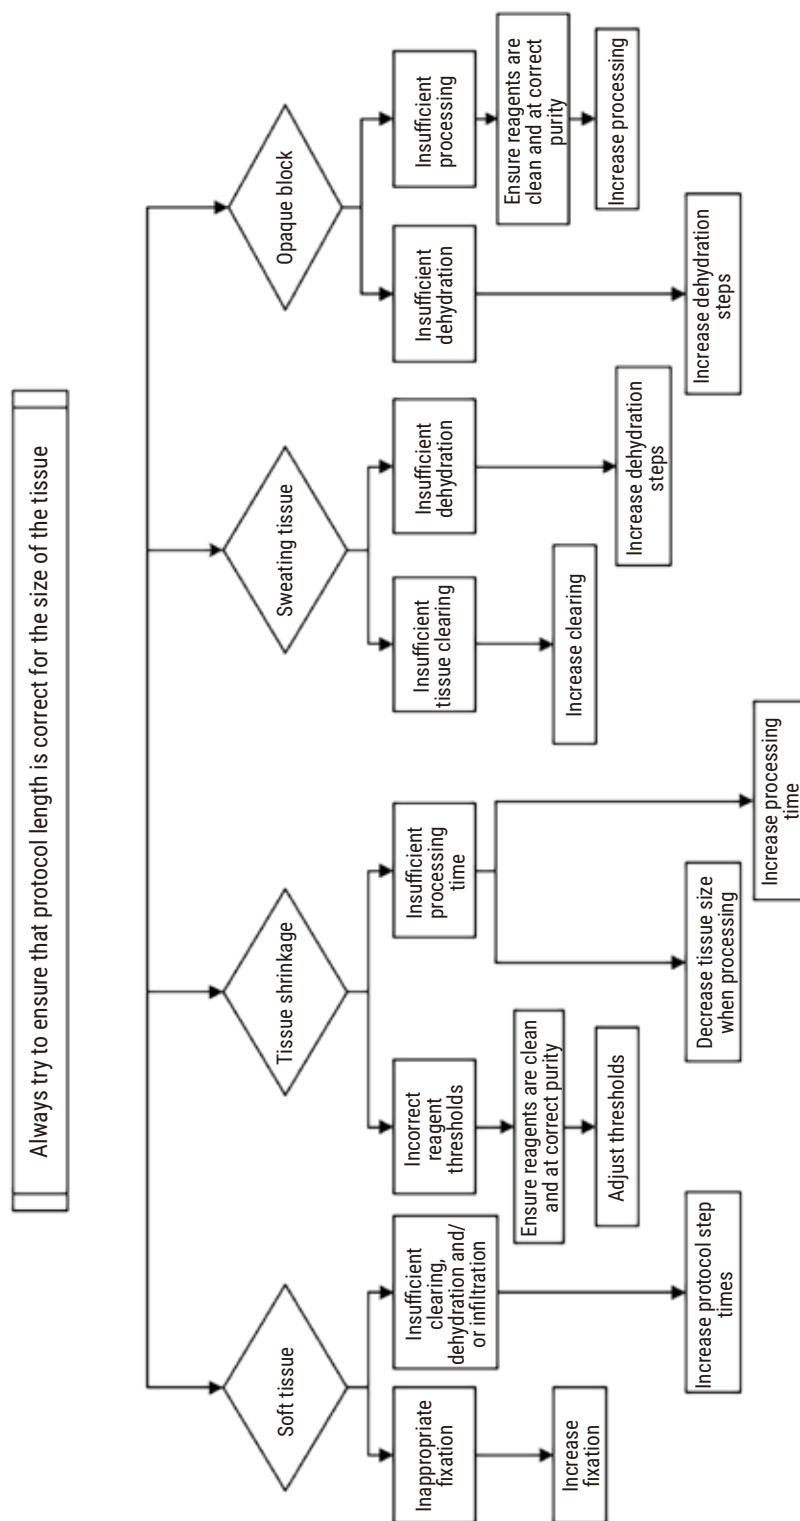 Always try to ensure that protocol length is correct for the size of the tissue
Soft tissue
Tissue shrinkage
Sweating tissue
Opaque block
Inappropriate
fixation
Insufficient
clearing,
dehydration and/
or infiltration
Incorrect
reagent
thresholds
Insufficient
processing
time
Insufficient
tissue clearing
Insufficient
dehydration
Insufficient
dehydration
Insufficient
processing
Ensure reagents are clean
and at correct purity
Ensure reagents are
clean and at correct
purity
Increase
fixation
Adjust thresholds
Increase clearing
Increase dehydration
steps
Increase processing
Increase protocol step
times
Decrease tissue size
when processing
Increase dehydration
steps
Increase processing
time